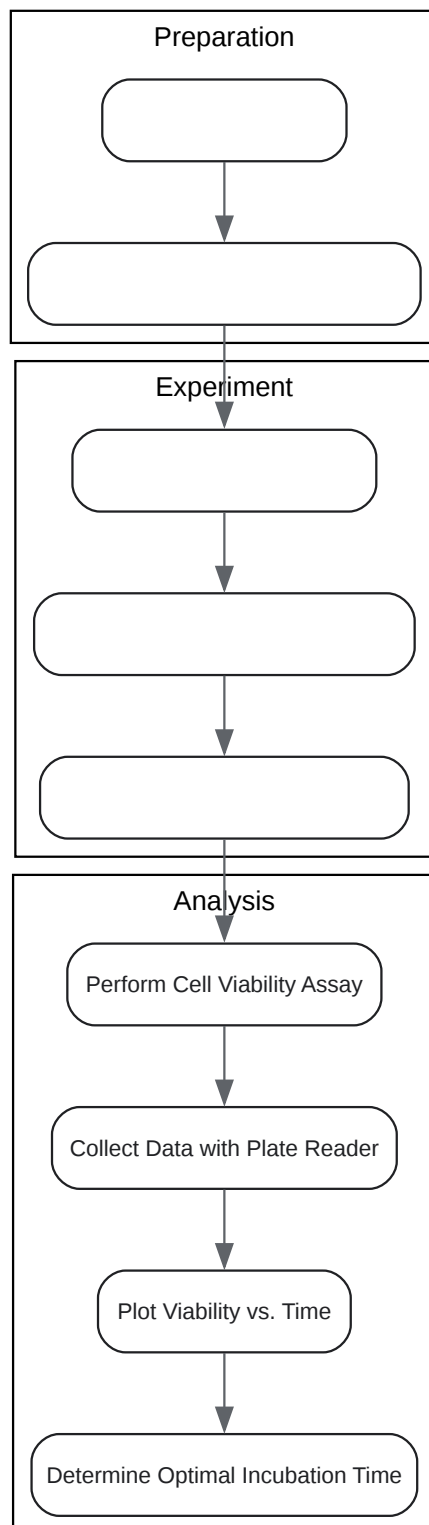 Preparation
Experiment
Analysis
Perform Cell Viability Assay
Collect Data with Plate Reader
Plot Viability vs. Time
Determine Optimal Incubation Time